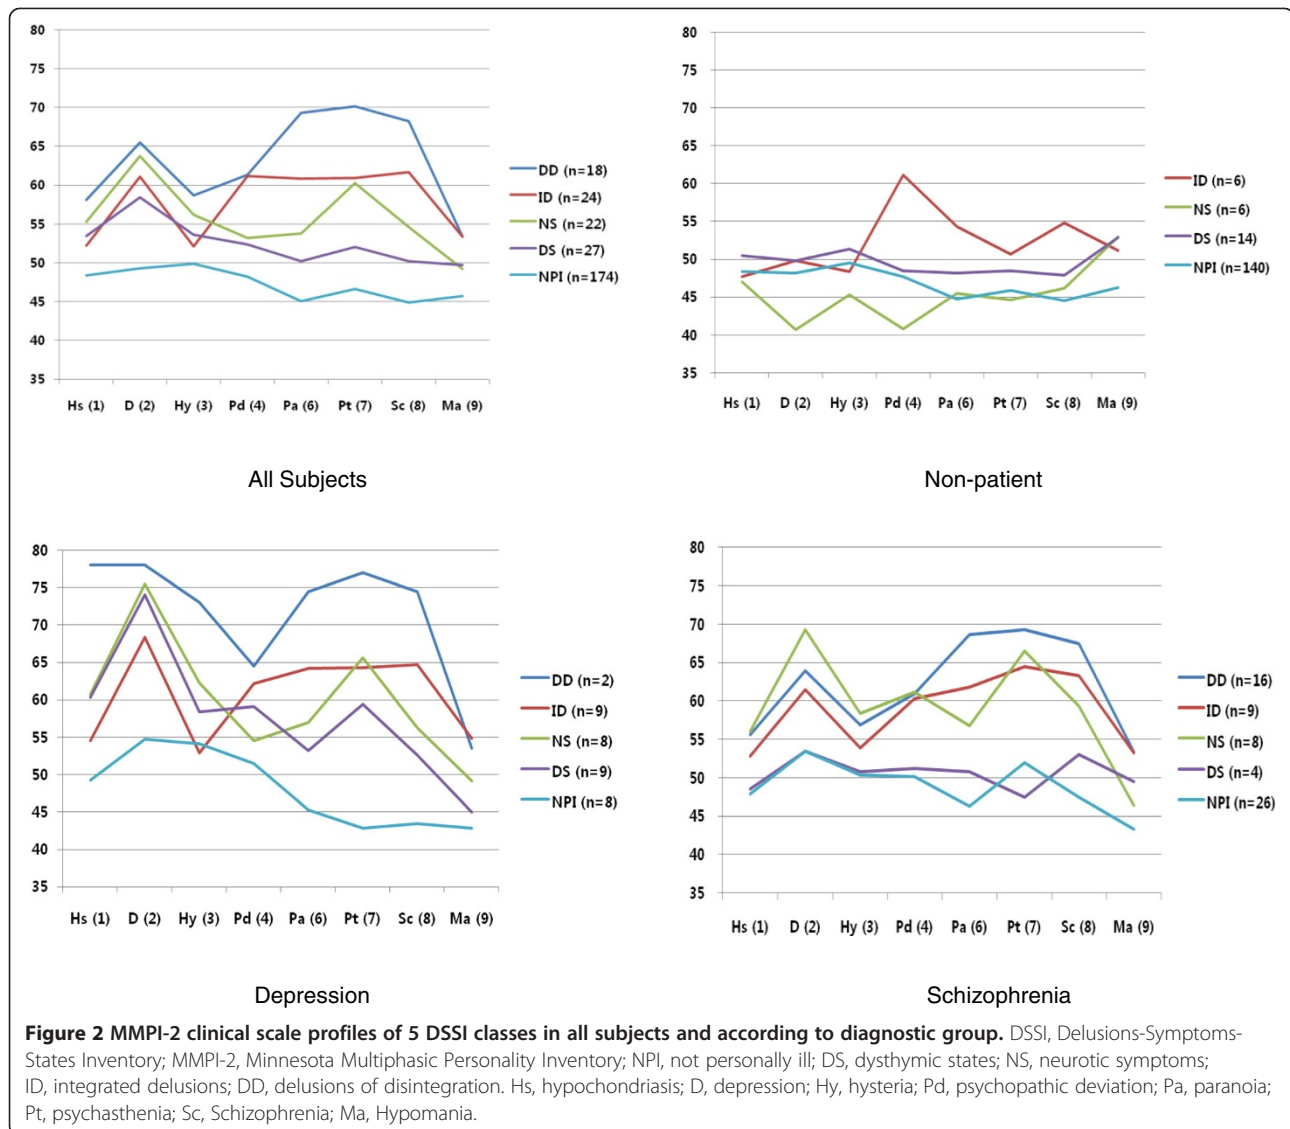 80
75
70
65
60
55
50
45
40
35
Hs (1) D (2) Hy (3) Pd (4) Pa (6) Pt (7) Sc (8) Ma (9)
DD (n=18)
ID (n=24)
NS (n=22)
DS (n=27)
NPI (n=174)
All Subjects
80
75
70
65
60
55
50
45
40
35
Hs (1) D (2) Hy (3) Pd (4) Pa (6) Pt (7) Sc (8) Ma (9)
ID (n=6)
NS (n=6)
DS (n=14)
NPI (n=140)
Non-patient
80
75
70
65
60
55
50
45
40
35
Hs (1) D (2) Hy (3) Pd (4) Pa (6) Pt (7) Sc (8) Ma (9)
DD (n=2)
ID (n=9)
NS (n=8)
DS (n=9)
NPI (n=8)
Depression
80
75
70
65
60
55
50
45
40
35
Hs (1) D (2) Hy (3) Pd (4) Pa (6) Pt (7) Sc (8) Ma (9)
DD (n=16)
ID (n=9)
NS (n=8)
DS (n=4)
NPI (n=26)
Schizophrenia
Figure 2 MMPI-2 clinical scale profiles of 5 DSSI classes in all subjects and according to diagnostic group. DSSI, Delusions-Symptoms-
States Inventory; MMPI-2, Minnesota Multiphasic Personality Inventory; NPI, not personally ill; DS, dysthymic states; NS, neurotic symptoms;
ID, integrated delusions; DD, delusions of disintegration. Hs, hypochondriasis; D, depression; Hy, hysteria; Pd, psychopathic deviation; Pa, paranoia;
Pt, psychasthenia; Sc, Schizophrenia; Ma, Hypomania.